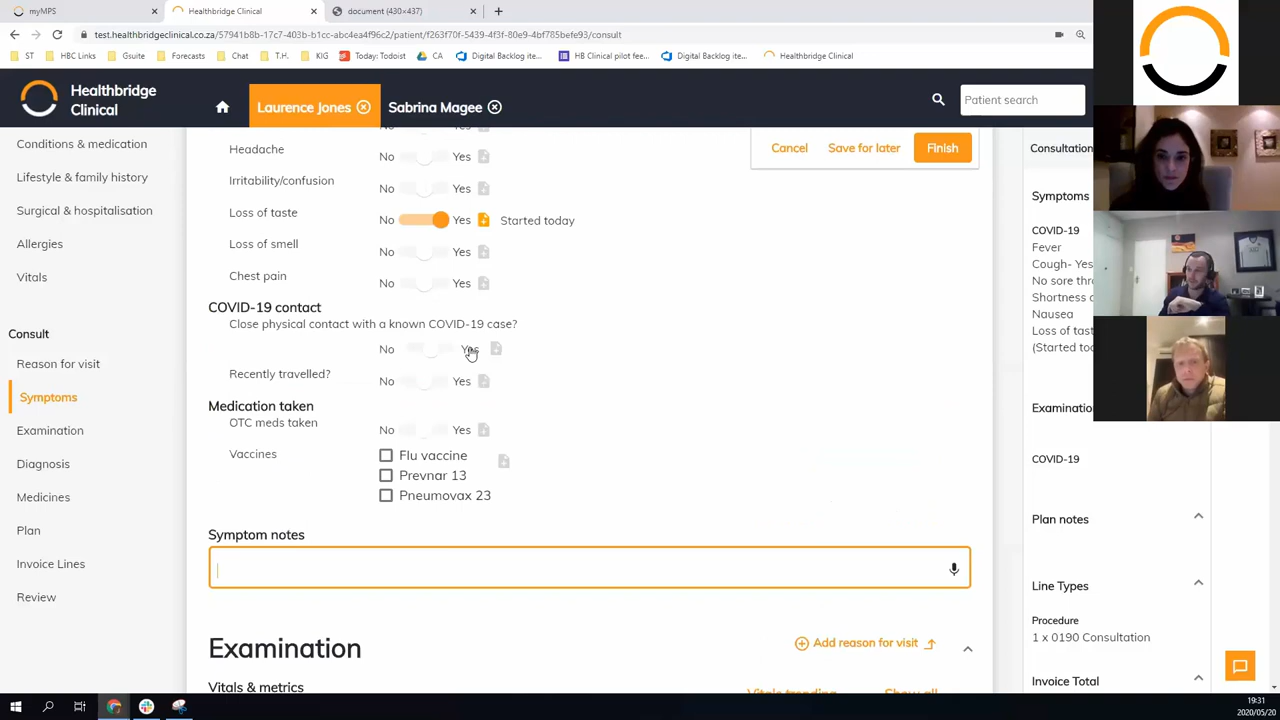 myMPS
Healthbridge Clinical
document (430×437)
test.healthbridgeclinical.co.za/57941b8b-17c7-403b-b1cc-abc4ea4f96c2/patient/f263f70f-5439-4f3f-80e9-4bf785befe93/consult
ST
HBC Links
Gsuite
Forecasts
Chat
T.H.
KIG
Today: Todoist
CA
Digital Backlog ite...
HB Clinical pilot fee...
Digital Backlog ite...
Healthbridge Clinical
Healthbridge
Clinical
Laurence Jones
Sabrina Magee
Patient search
Conditions & medication
Lifestyle & family history
Surgical & hospitalisation
Allergies
Vitals
Consult
Reason for visit
Symptoms
Examination
Diagnosis
Medicines
Plan
Invoice Lines
Review
Cancel
Save for later
Finish
Headache
No Yes
Irritability/confusion
No Yes
Loss of taste
No Yes Started today
Loss of smell
No Yes
Chest pain
No Yes
COVID-19 contact
Close physical contact with a known COVID-19 case?
No Yes
Recently travelled?
No Yes
Medication taken
OTC meds taken
No Yes
Vaccines
Flu vaccine
Prevnar 13
Pneumovax 23
Symptom notes
Examination
Add reason for visit
Vitals & metrics
Vitals trending
Show all
Consultation
Symptoms
COVID-19
Fever
Cough- Yes
No sore
Shortness
Nausea
Loss of
(Started
Examination
COVID-19
Plan notes
Line Types
Procedure
1 x 0190 Consultation
Invoice Total
19:31
2020/05/20